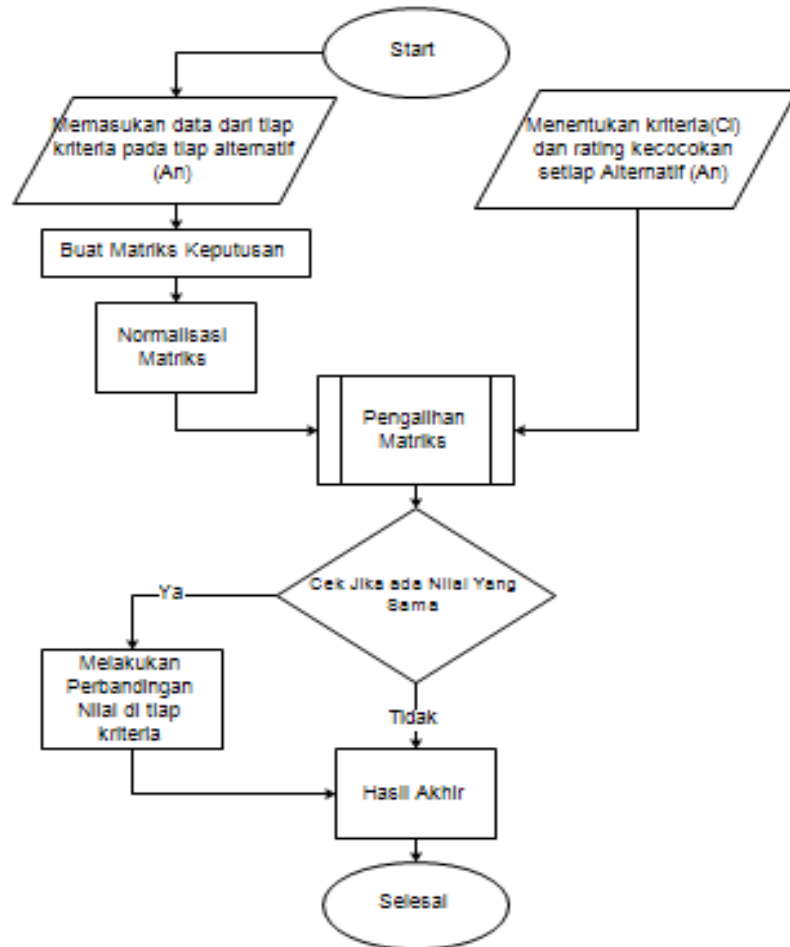 Start
Memasukan data dari tiap
kriteria pada tiap alternatif
(An)
Menentukan kriteria(Ci)
dan rating kecocokan
setiap Alternatif (An)
Buat Matriks Keputusan
Normalisasi
Matriks
Pengalihan
Matriks
Cek Jika ada Nilai Yang
Sama
Ya
Melakukan
Perbandingan
Nilai di tiap
kriteria
Tidak
Hasil Akhir
Selesai